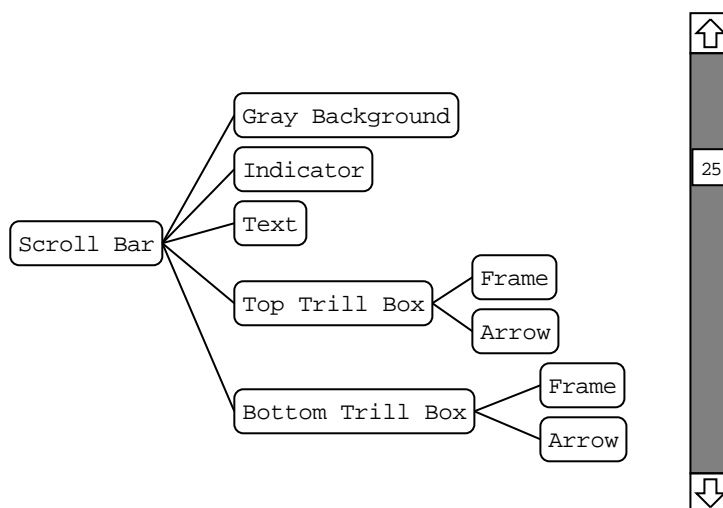 Gray Background
Indicator
25
Text
Scroll Bar
Frame
Top Trill Box
Arrow
Frame
Bottom Trill Box
Arrow